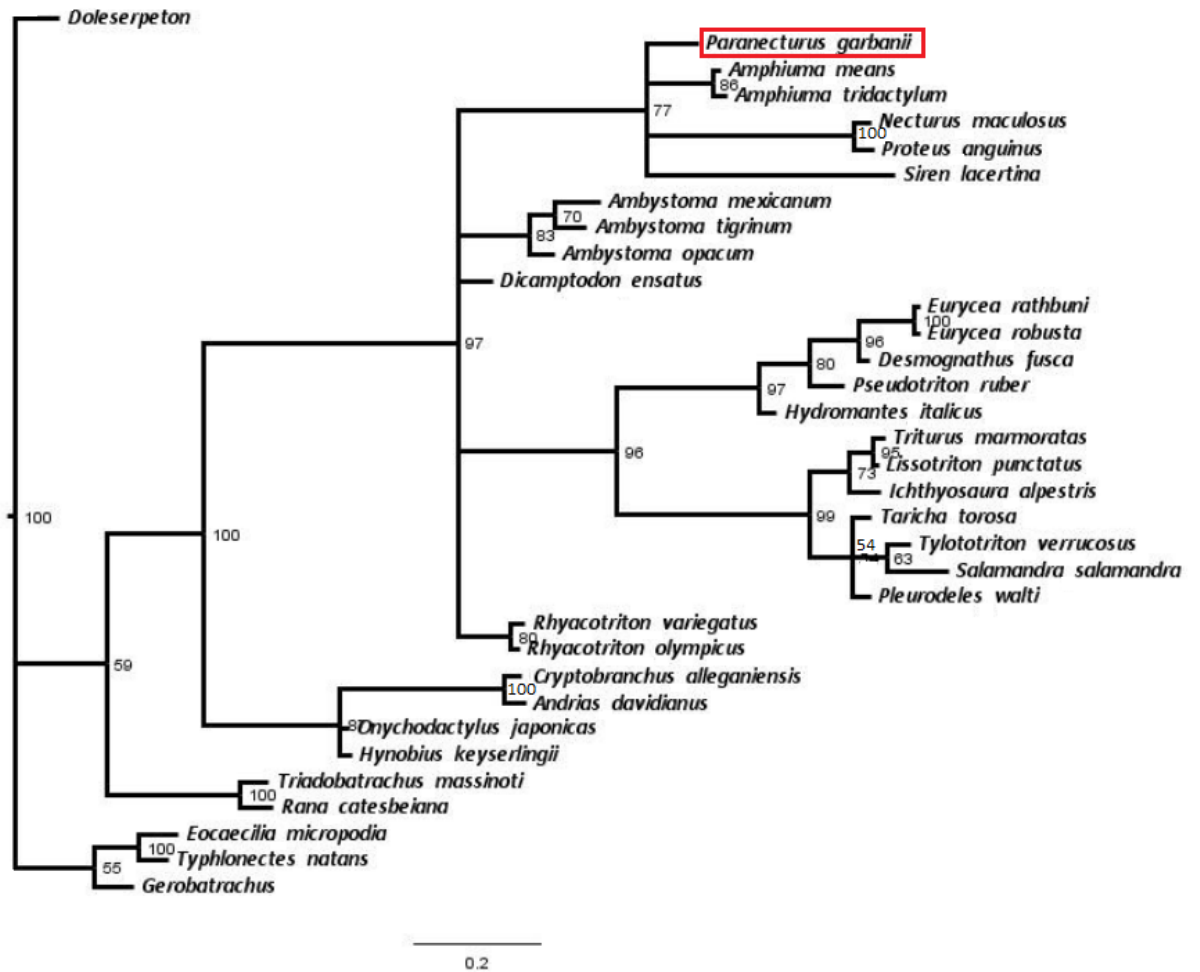 Doleserpeton
Paranecturus garbanii
Amphiuma means
86
Amphiuma tridactylum
77
Necturus maculosus
100
Proteus anguinus
Siren lacertina
Ambystoma mexicanum
70
Ambystoma tigrinum
83
Ambystoma opacum
Dicamptodon ensatus
Eurycea rathbuni
100
Eurycea robusta
96
Desmognathus fusca
80
Pseudotriton ruber
97
Hydromantes italicus
97
Triturus marmoratas
95
Lissotriton punctatus
96
73
Ichthyosaura alpestris
99
Taricha torosa
100
54
Tylototriton verrucosus
63
100
Salamandra salamandra
Pleurodeles walti
Rhyacotriton variegatus
80
Rhyacotriton olympicus
59
Cryptobranchus alleganiensis
100
Andrias davidianus
87
Onychodactylus japonicas
Hynobius keyserlingii
Triadobatrachus massinoti
100
Rana catesbeiana
Eocaecilia micropodia
100
Typhlonectes natans
55
Gerobatrachus
0.2